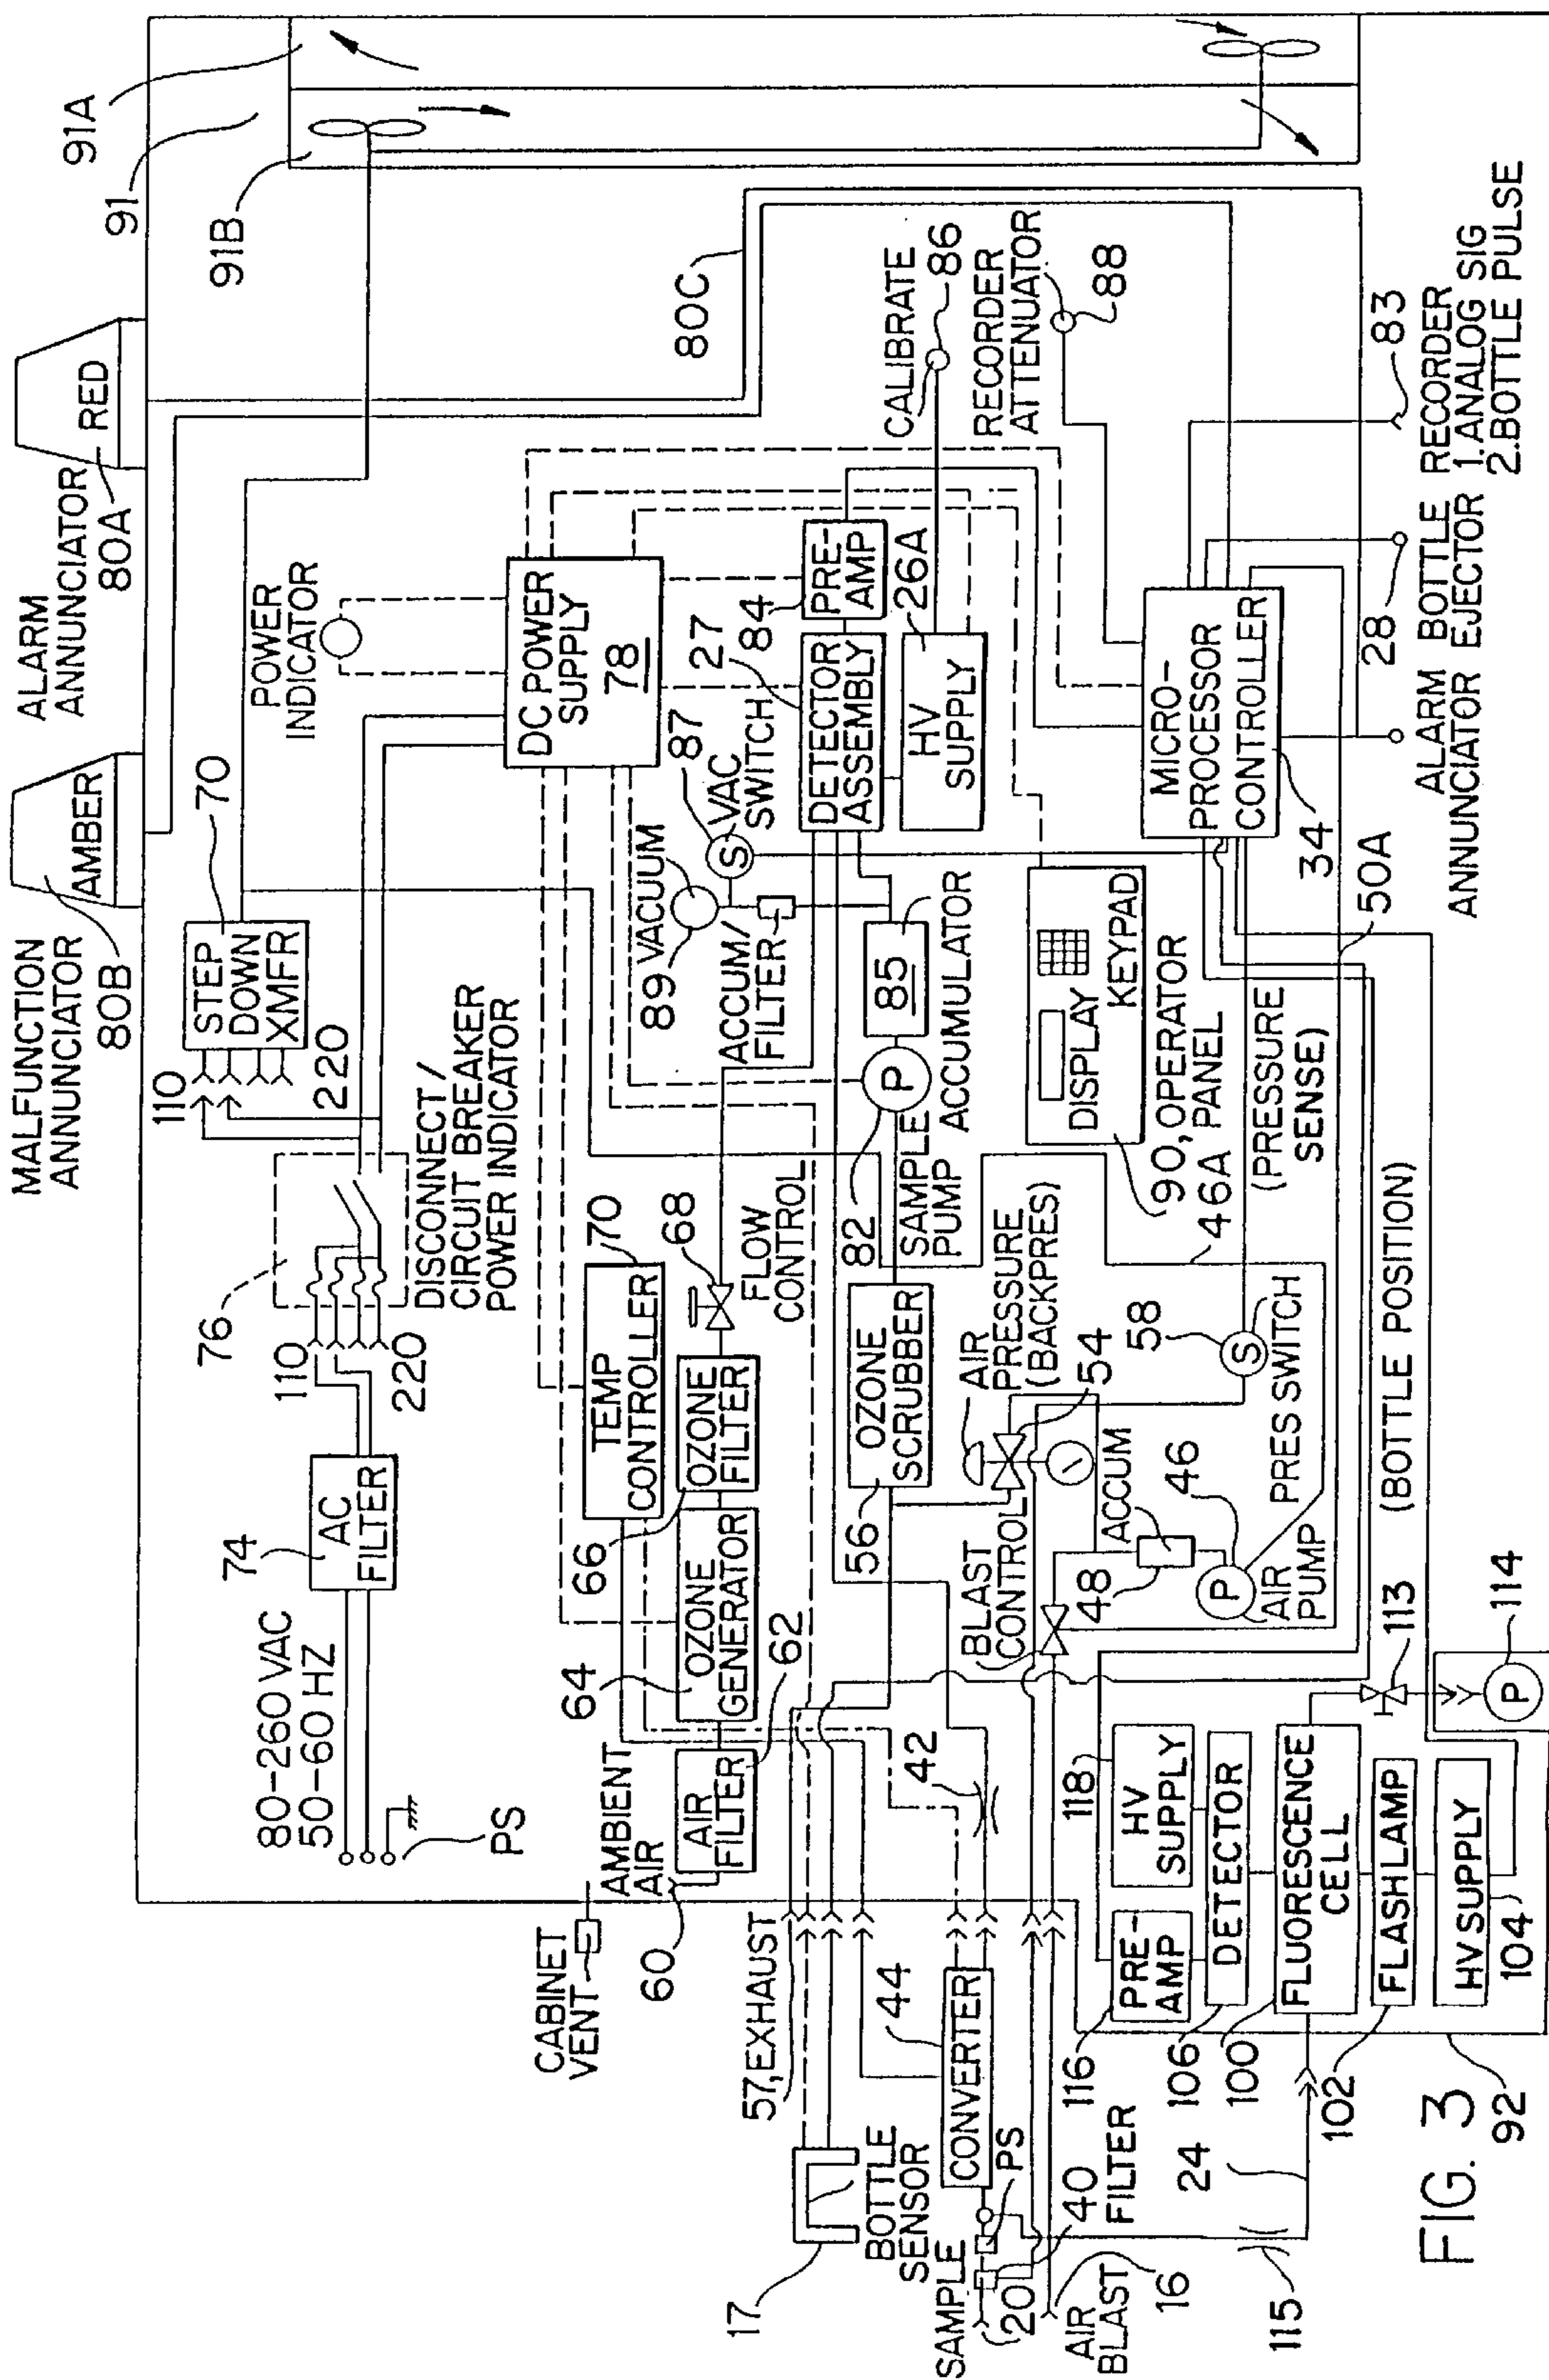 MALFUNCTION
ANNUNCIATOR
80B
AMBER
ALARM
ANNUNCIATOR
80A
RED
91A
91
91B
80-260 VAC
50-60 HZ
PS
74
AC
FILTER
110
220
76
DISCONNECT/
CIRCUIT BREAKER
POWER INDICATOR
110
220
STEP
DOWN
XMFR
70
POWER
INDICATOR
DC POWER
SUPPLY
78
80C
CABINET
VENT
AMBIENT
AIR
60
AIR
FILTER
62
64
OZONE
GENERATOR
66
OZONE
FILTER
TEMP
CONTROLLER
70
68
FLOW
CONTROL
89
VACUUM
87
VAC
SWITCH
ACCUM/
FILTER
27
DETECTOR
ASSEMBLY
84
PRE-
AMP
26A
HV
SUPPLY
CALIBRATE
86
RECORDER
ATTENUATOR
88
57,EXHAUST
56
OZONE
SCRUBBER
82
SAMPLE
PUMP
P
85
ACCUMULATOR
17
BOTTLE
SENSOR
44
CONVERTER
42
SAMPLE
20
PS
40
FILTER
AIR
BLAST
16
BLAST
CONTROL
AIR
PRESSURE
(BACKPRES)
54
ACCUM
48
46
P
AIR
PUMP
58
S
S
PRES SWITCH
DISPLAY
KEYPAD
90,OPERATOR
PANEL
46A
(PRESSURE
SENSE)
MICRO-
PROCESSOR
CONTROLLER
34
50A
(BOTTLE POSITION)
ALARM
ANNUNCIATOR
BOTTLE
EJECTOR
28
RECORDER
1.ANALOG SIG
2.BOTTLE PULSE
83
116
PRE-
AMP
118
HV
SUPPLY
106
DETECTOR
100
FLUORESCENCE
CELL
102
FLASHLAMP
HV SUPPLY
104
92
113
114
P
24
115
FIG. 3